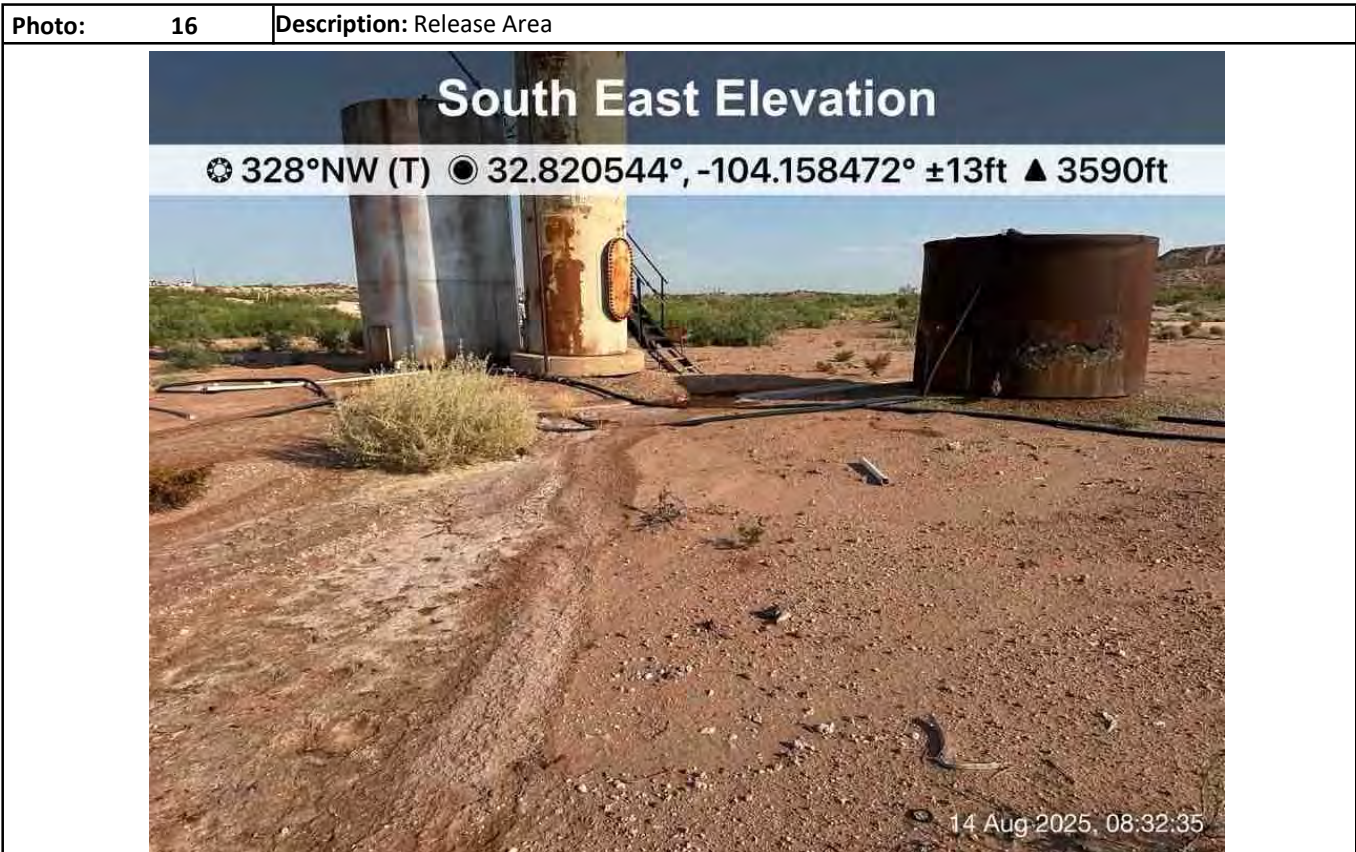 Photo: 16 Description: Release Area
South East Elevation
328°NW (T) 32.820544°, -104.158472° ±13ft ▲ 3590ft
14 Aug 2025, 08:32:35